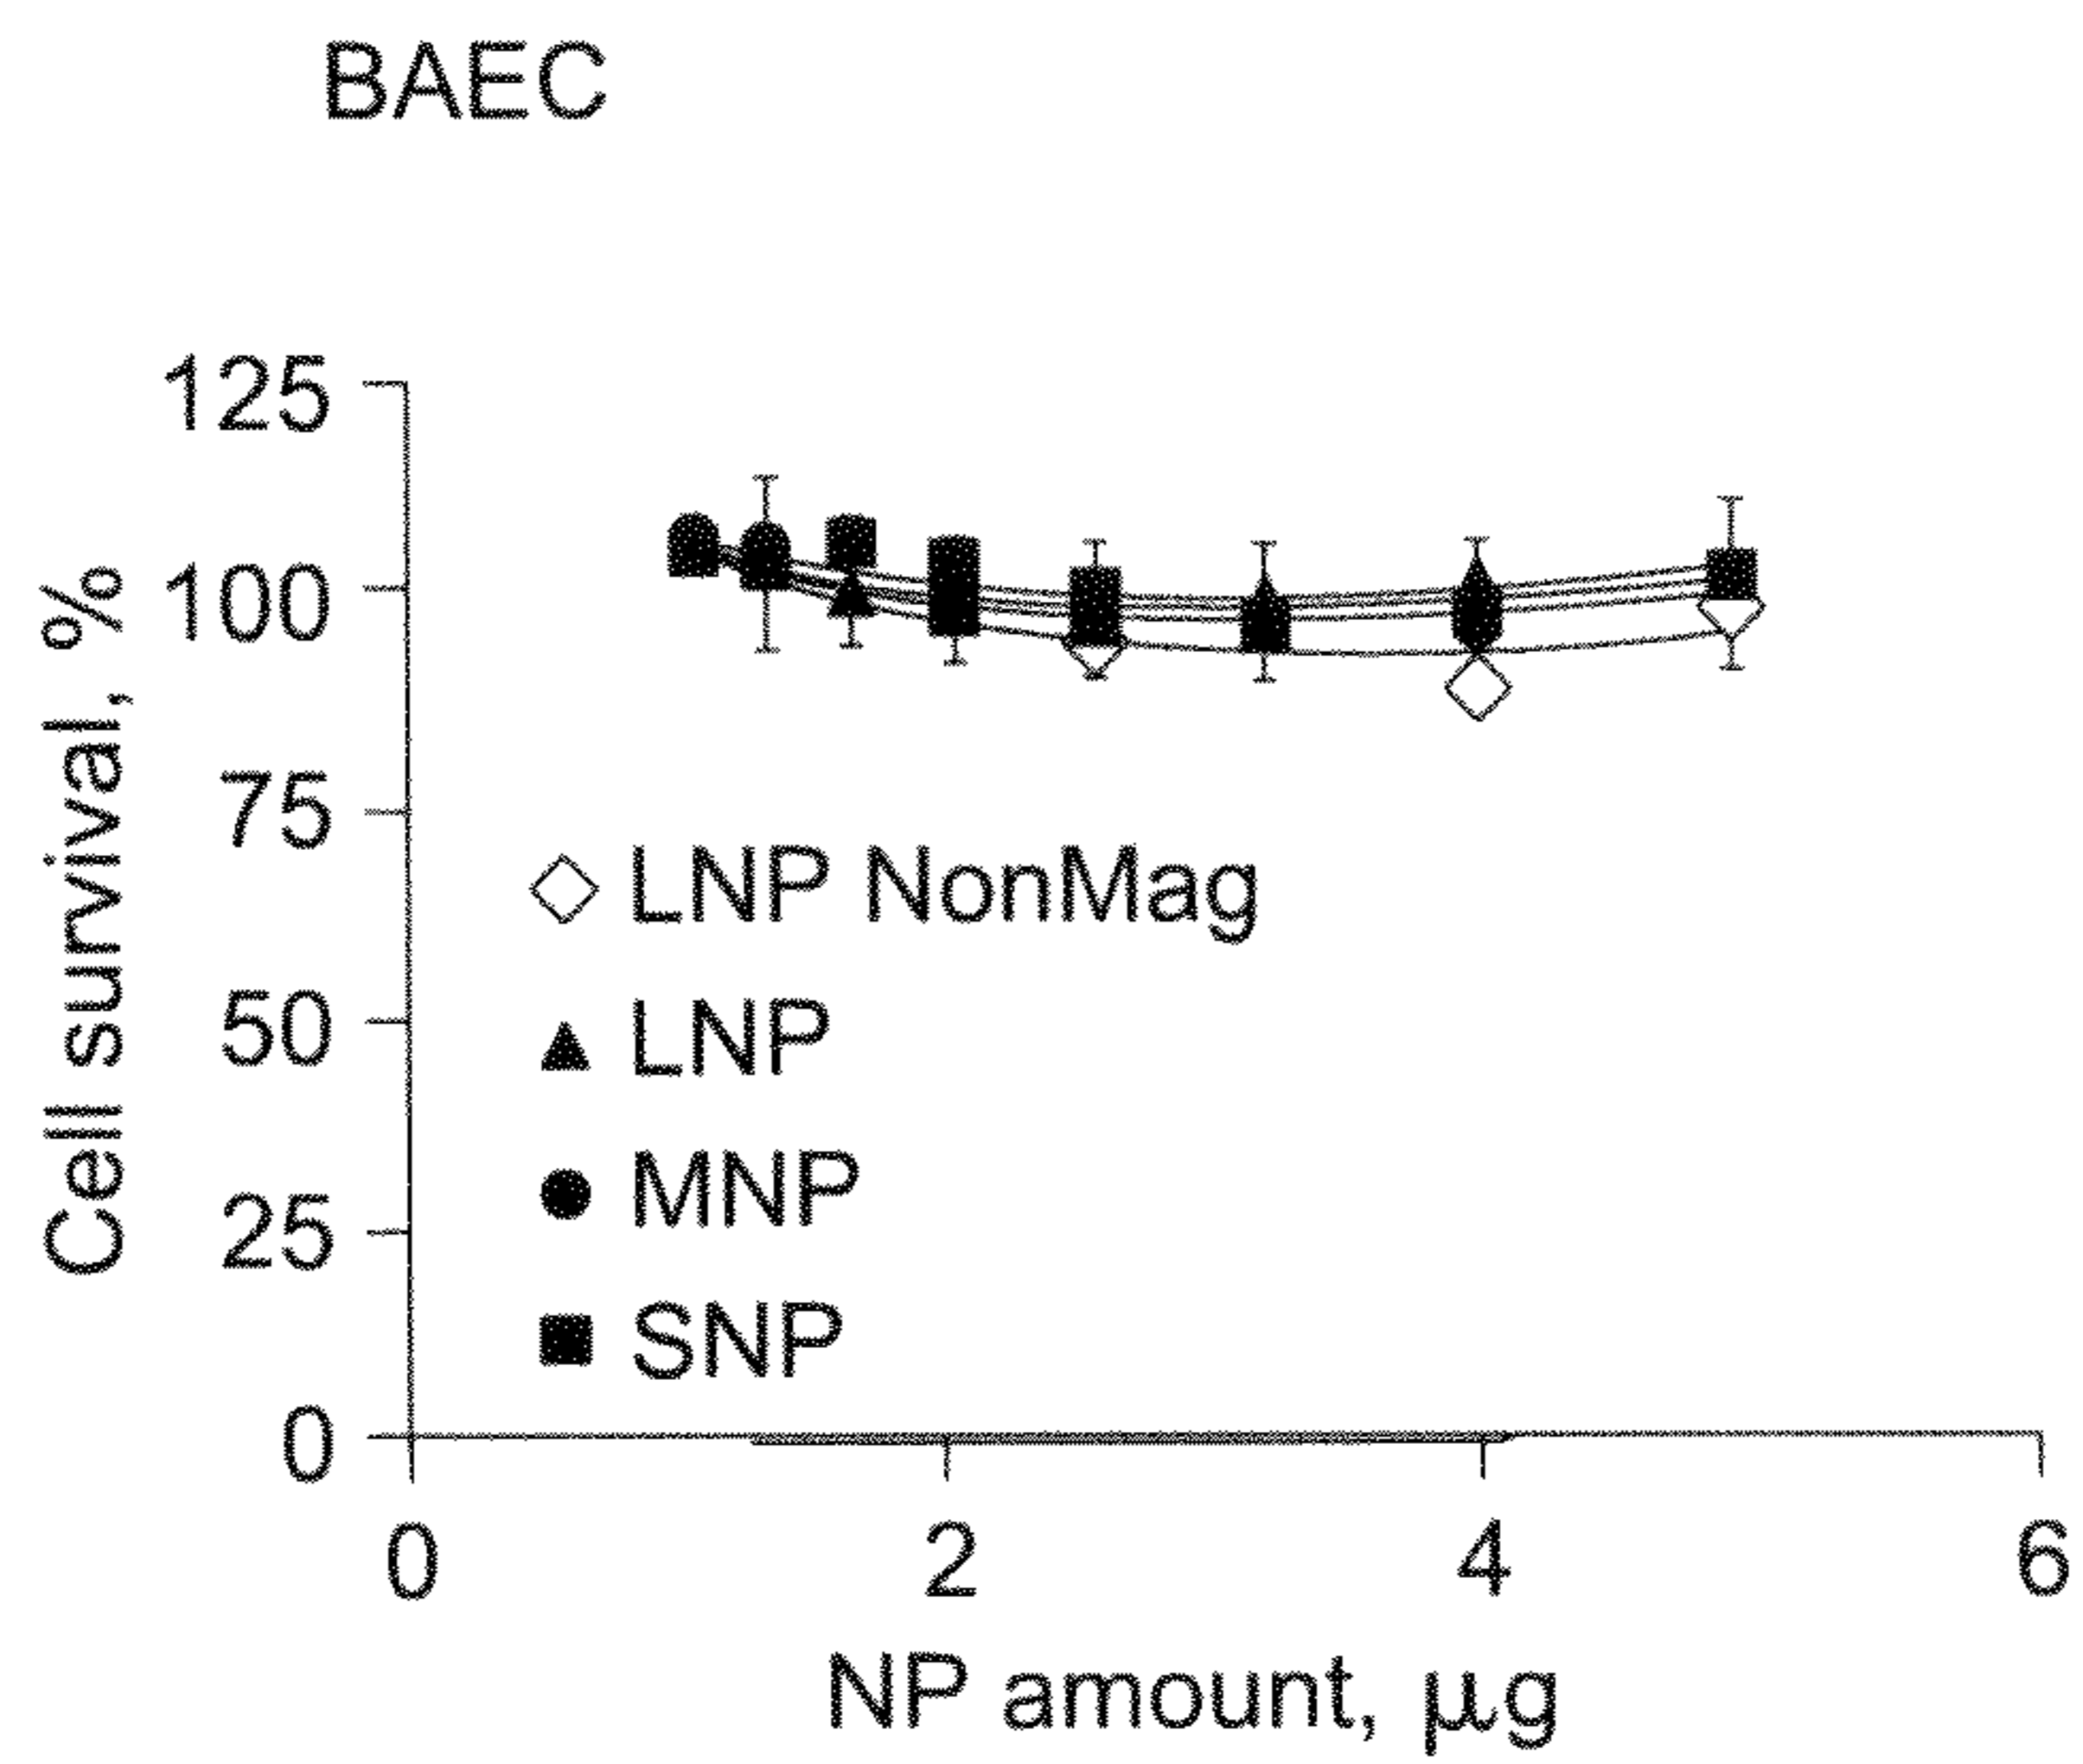 BAEC
Cell survival, %
125
100
75
50
25
0
LNP NonMag
LNP
MNP
SNP
0 2 4 6
NP amount, μg